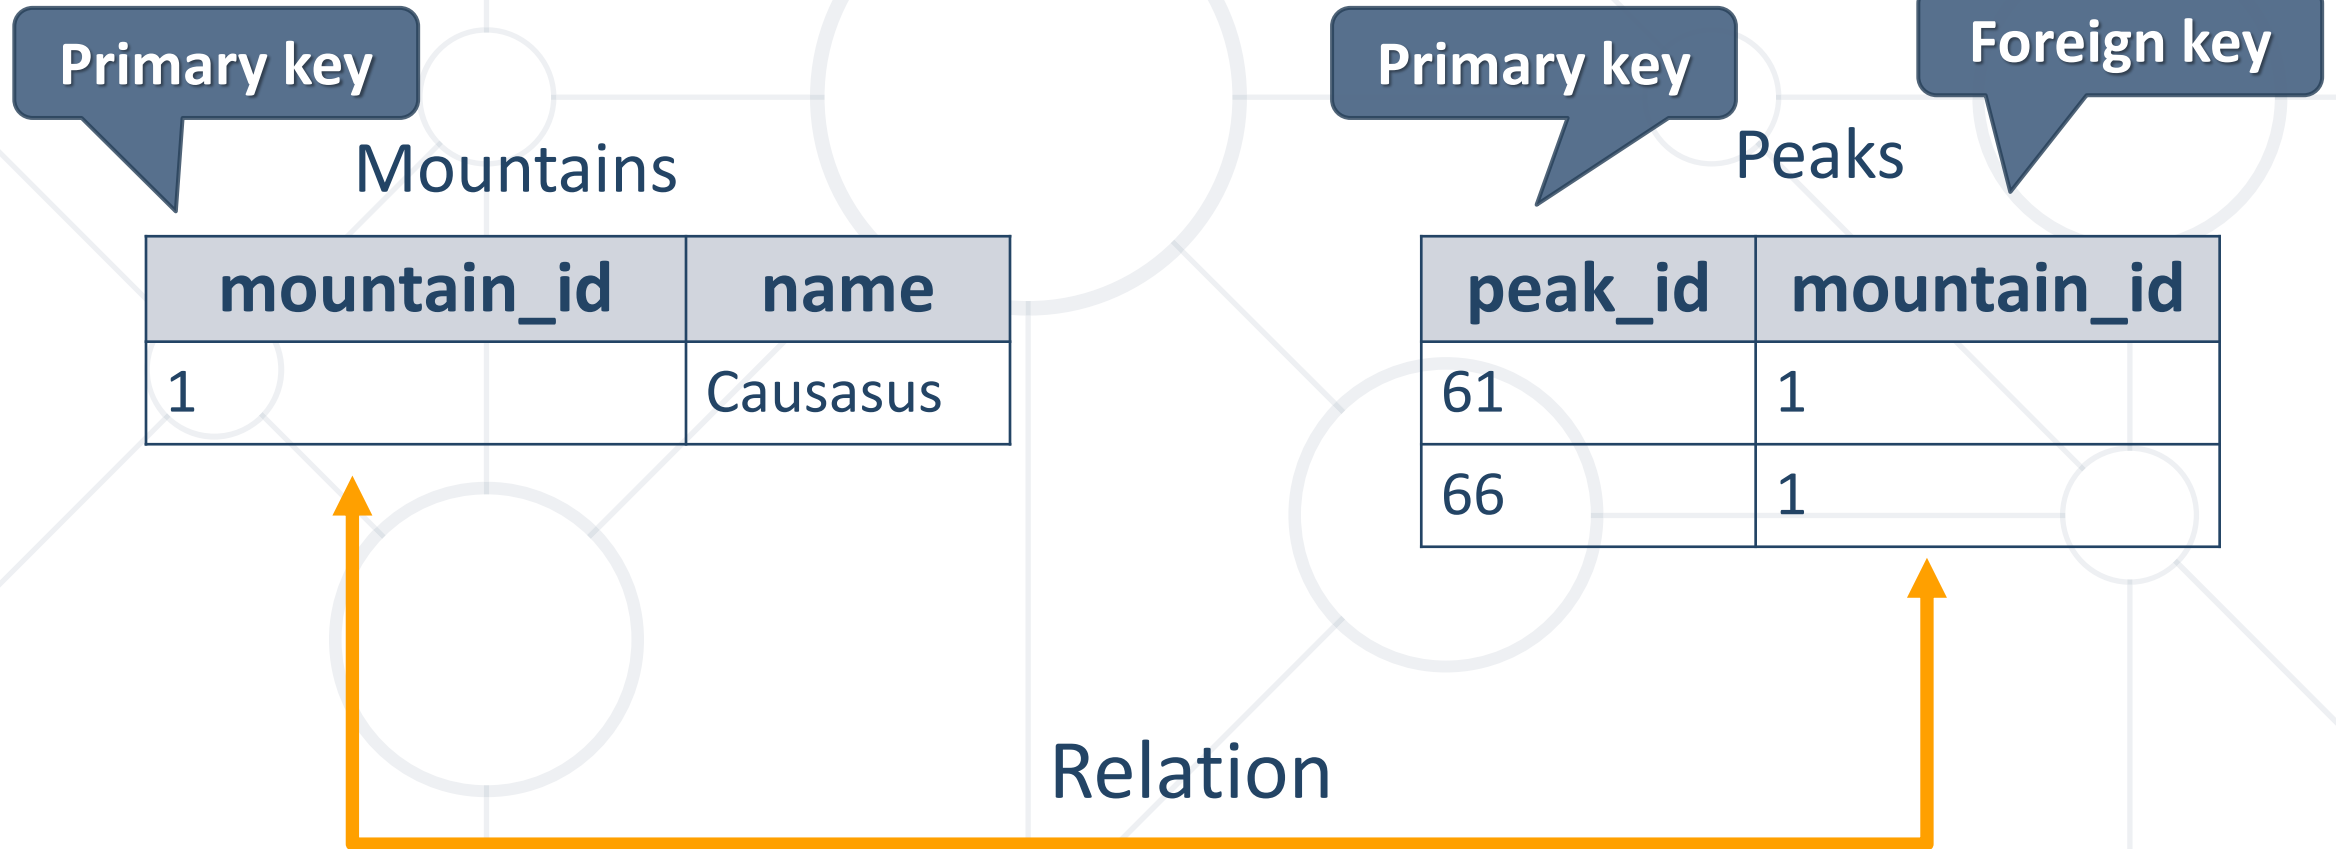 Primary key
Primary key
Foreign key
Mountains
Peaks
mountain_id name
1 Causasus
peak_id mountain_id
61 1
66 1
Relation